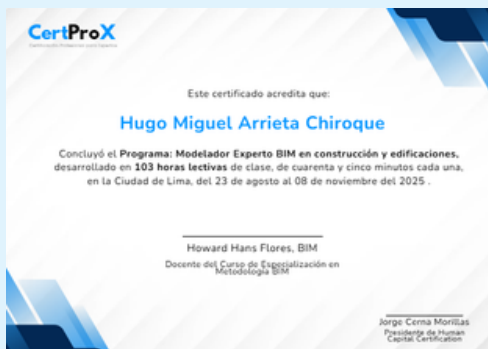 CertProX
Este certificado acredita que:
Hugo Miguel Arrieta Chiroque
Concluyó el Programa: Modelador Experto BIM en construcción y edificaciones,
desarrollado en 103 horas lectivas de clase, de cuarenta y cinco minutos cada una,
en la Ciudad de Lima, del 23 de agosto al 08 de noviembre del 2025 .
Howard Hans Flores, BIM
Docente del Curso de Especialización en
Metodología BIM
Jorge Cerna Morillas
Presidente de Human
Capital Certification